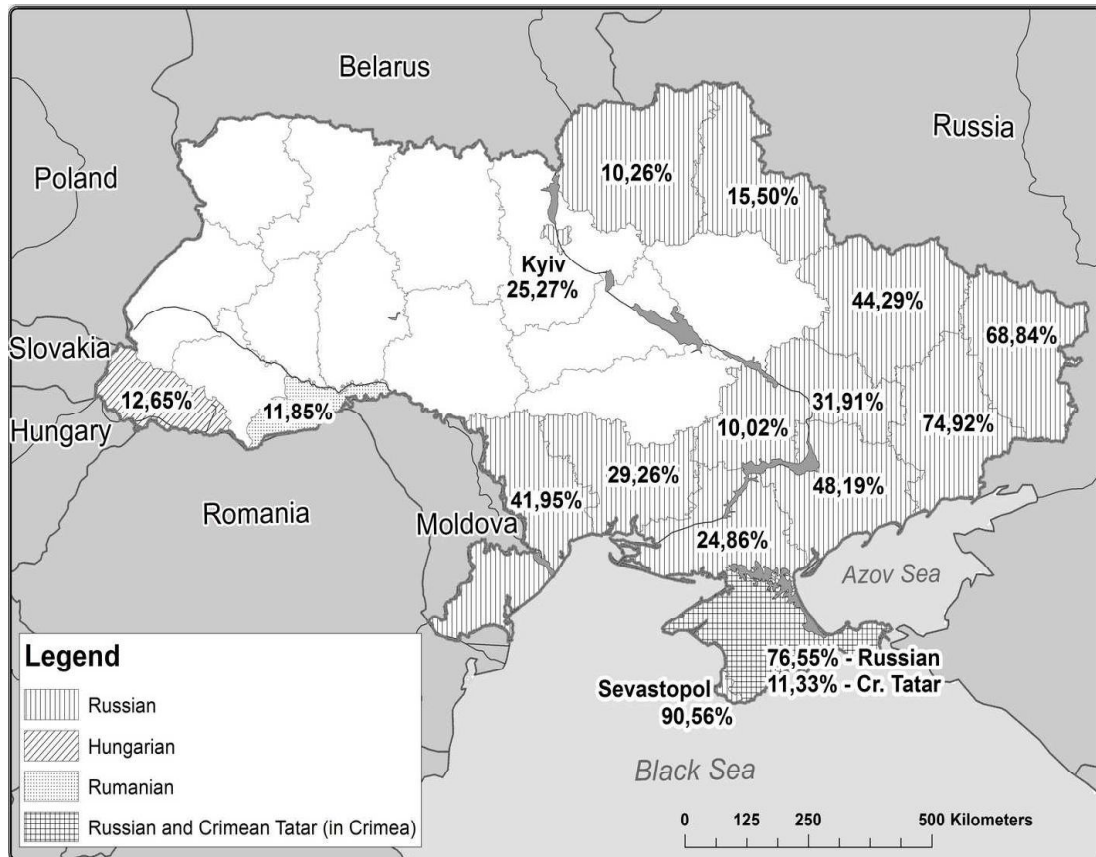 Belarus
Russia
Poland
10,26%
15,50%
Kyiv
25,27%
44,29%
68,84%
Slovakia
12,65%
11,85%
31,91%
Hungary
10,02%
74,92%
29,26%
48,19%
41,95%
Romania
Moldova
24,86%
Azov Sea
Legend
Russian
Hungarian
Rumanian
Russian and Crimean Tatar (in Crimea)
76,55% - Russian
11,33% - Cr. Tatar
Sevastopol
90,56%
Black Sea
0 125 250 500 Kilometers